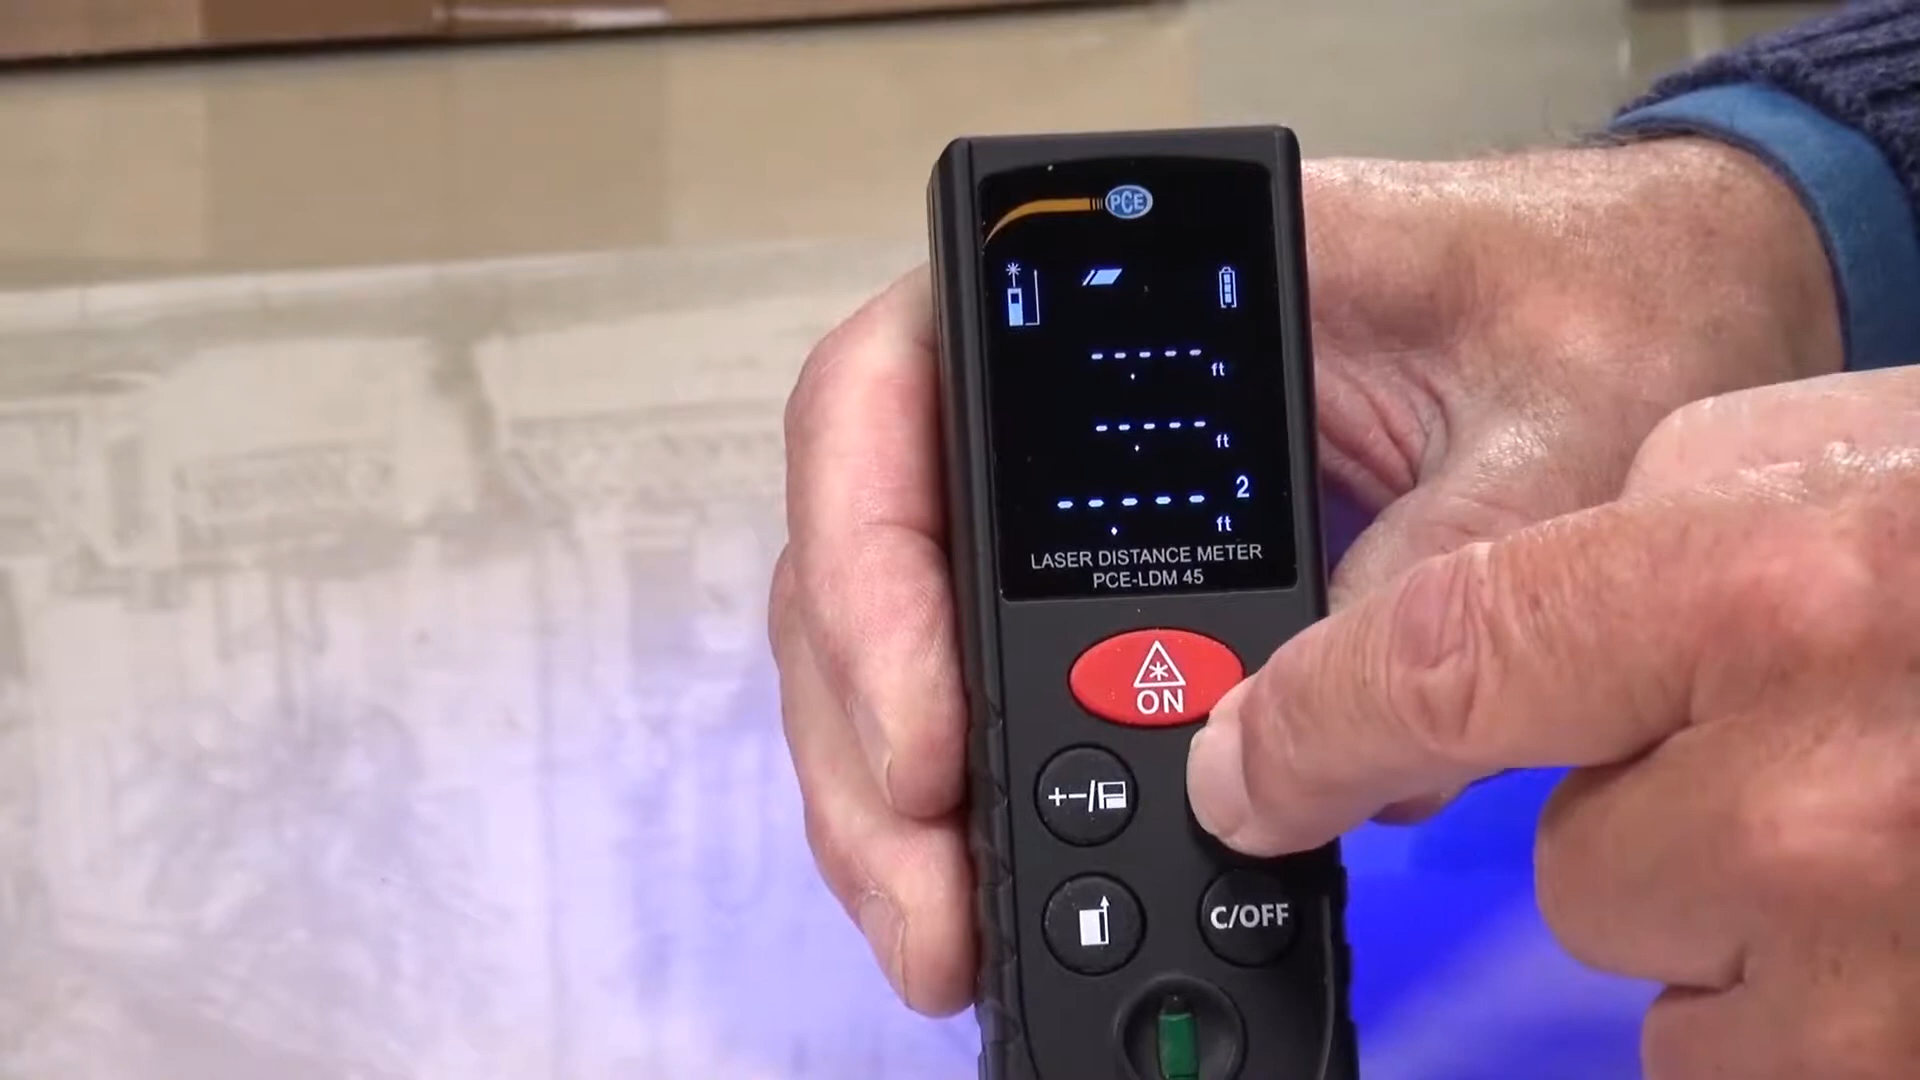 PCE
-----
ft
-----
ft
----- 2
ft
LASER DISTANCE METER
PCE-LDM 45
ON
+-/
C/OFF